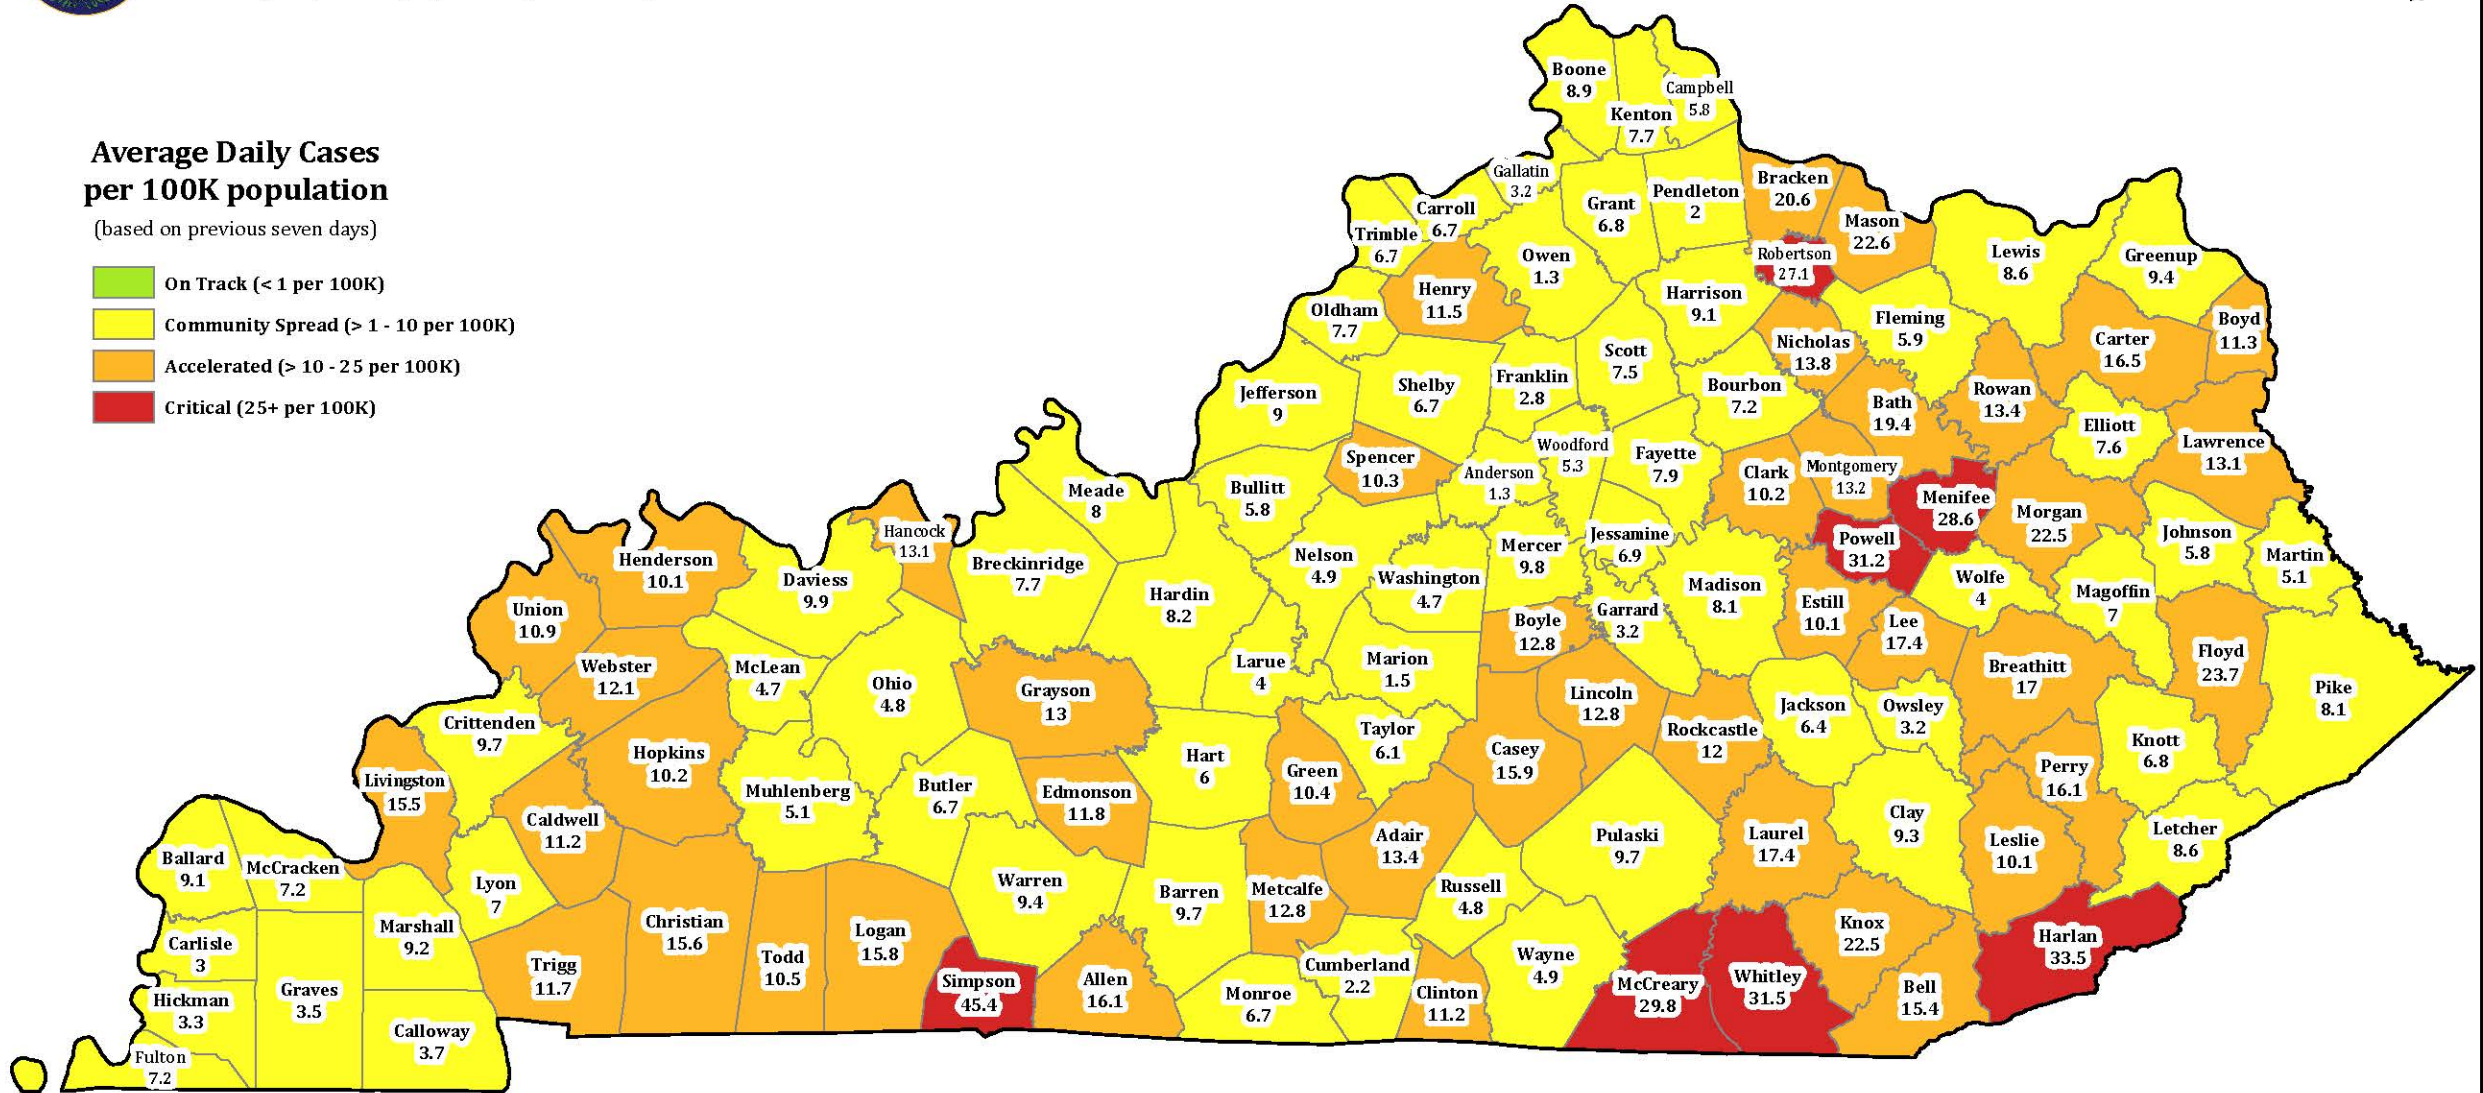 Average Daily Cases
per 100K population
(based on previous seven days)
On Track (< 1 per 100K)
Community Spread (> 1 - 10 per 100K)
Accelerated (> 10 - 25 per 100K)
Critical (25+ per 100K)
Boone
8.9
Campbell
5.8
Kenton
7.7
Gallatin
3.2
Carroll
6.7
Trimble
6.7
Grant
6.8
Pendleton
2
Bracken
20.6
Mason
22.6
Robertson
27.1
Lewis
8.6
Greenup
9.4
Owen
1.3
Henry
11.5
Oldham
7.7
Harrison
9.1
Fleming
5.9
Nicholas
13.8
Carter
16.5
Boyd
11.3
Jefferson
9
Shelby
6.7
Franklin
2.8
Scott
7.5
Bourbon
7.2
Bath
19.4
Rowan
13.4
Elliott
7.6
Lawrence
13.1
Spencer
10.3
Anderson
1.3
Woodford
5.3
Fayette
7.9
Clark
10.2
Montgomery
13.2
Menifee
28.6
Morgan
22.5
Johnson
5.8
Martin
5.1
Meade
8
Bullitt
5.8
Hancock
13.1
Henderson
10.1
Daviess
9.9
Breckinridge
7.7
Hardin
8.2
Nelson
4.9
Washington
4.7
Mercer
9.8
Jessamine
6.9
Madison
8.1
Powell
31.2
Wolfe
4
Magoffin
7
Union
10.9
Webster
12.1
McLean
4.7
Ohio
4.8
Grayson
13
Larue
4
Marion
1.5
Boyle
12.8
Garrard
3.2
Estill
10.1
Lee
17.4
Breathitt
17
Floyd
23.7
Pike
8.1
Crittenden
9.7
Hopkins
10.2
Muhlenberg
5.1
Butler
6.7
Edmonson
11.8
Hart
6
Green
10.4
Taylor
6.1
Casey
15.9
Lincoln
12.8
Rockcastle
12
Jackson
6.4
Owsley
3.2
Perry
16.1
Knott
6.8
Livingston
15.5
Caldwell
11.2
Adair
13.4
Pulaski
9.7
Laurel
17.4
Clay
9.3
Leslie
10.1
Letcher
8.6
Ballard
9.1
McCracken
7.2
Lyon
7
Warren
9.4
Barren
9.7
Metcalfe
12.8
Russell
4.8
Marshall
9.2
Christian
15.6
Logan
15.8
Knox
22.5
Harlan
33.5
Carlisle
3
Trigg
11.7
Todd
10.5
Simpson
45.4
Allen
16.1
Monroe
6.7
Cumberland
2.2
Clinton
11.2
Wayne
4.9
McCreary
29.8
Whitley
31.5
Bell
15.4
Hickman
3.3
Graves
3.5
Calloway
3.7
Fulton
7.2